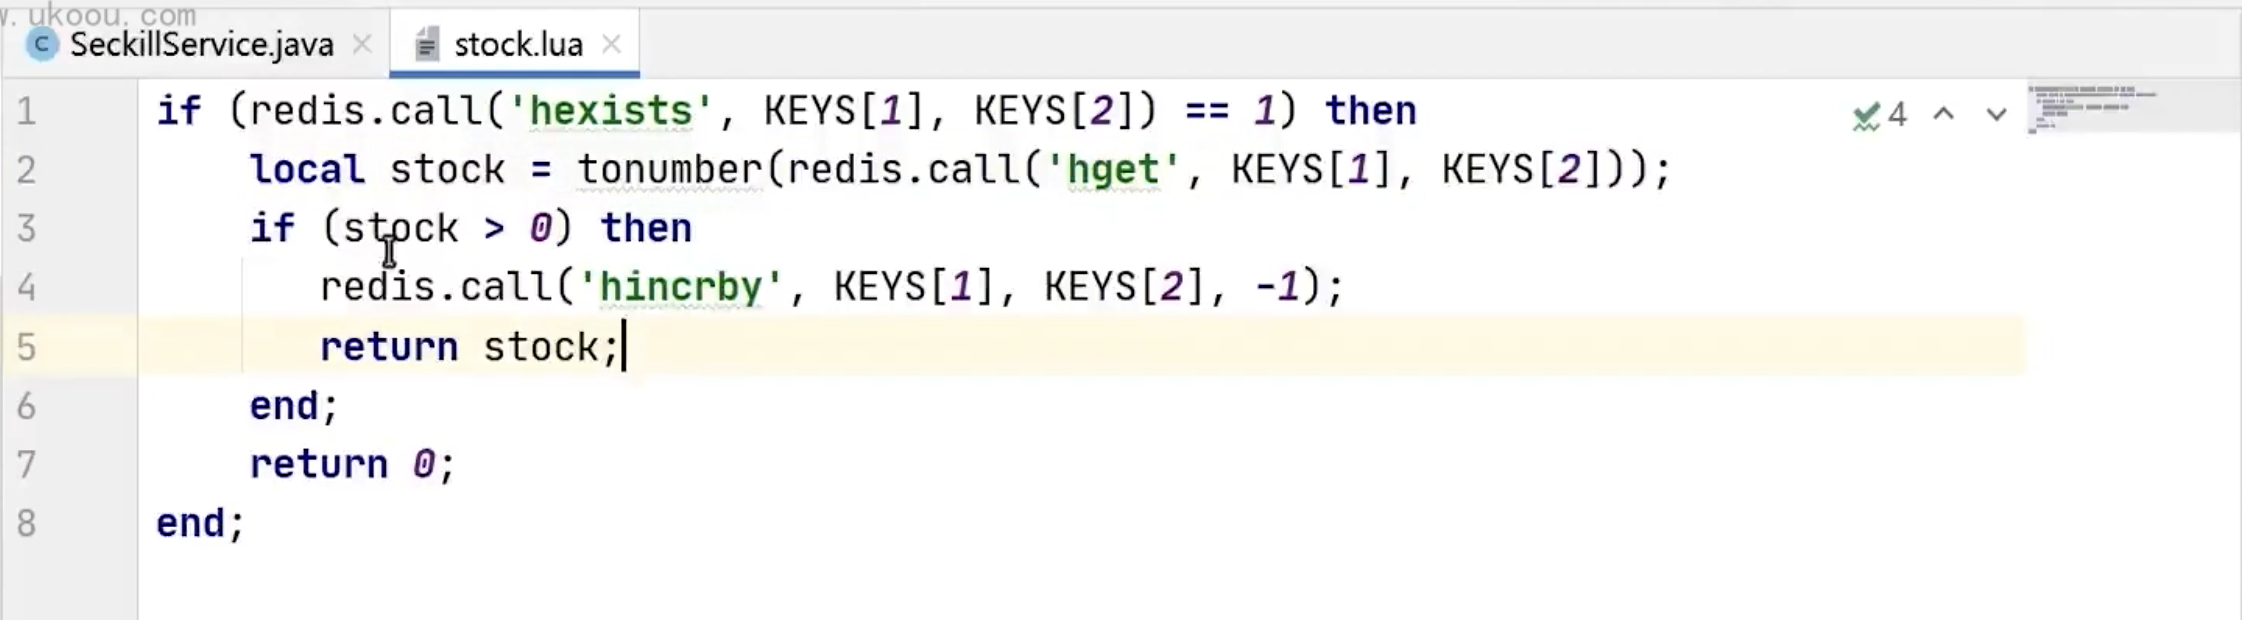 w.ukoou.com
SeckillService.java stock.lua
1 if (redis.call('hexists', KEYS[1], KEYS[2]) == 1) then
4
2 local stock = tonumber(redis.call('hget', KEYS[1], KEYS[2]));
3 if (stock > 0) then
4 redis.call('hincrby', KEYS[1], KEYS[2], -1);
5 return stock;
6 end;
7 return 0;
8 end;